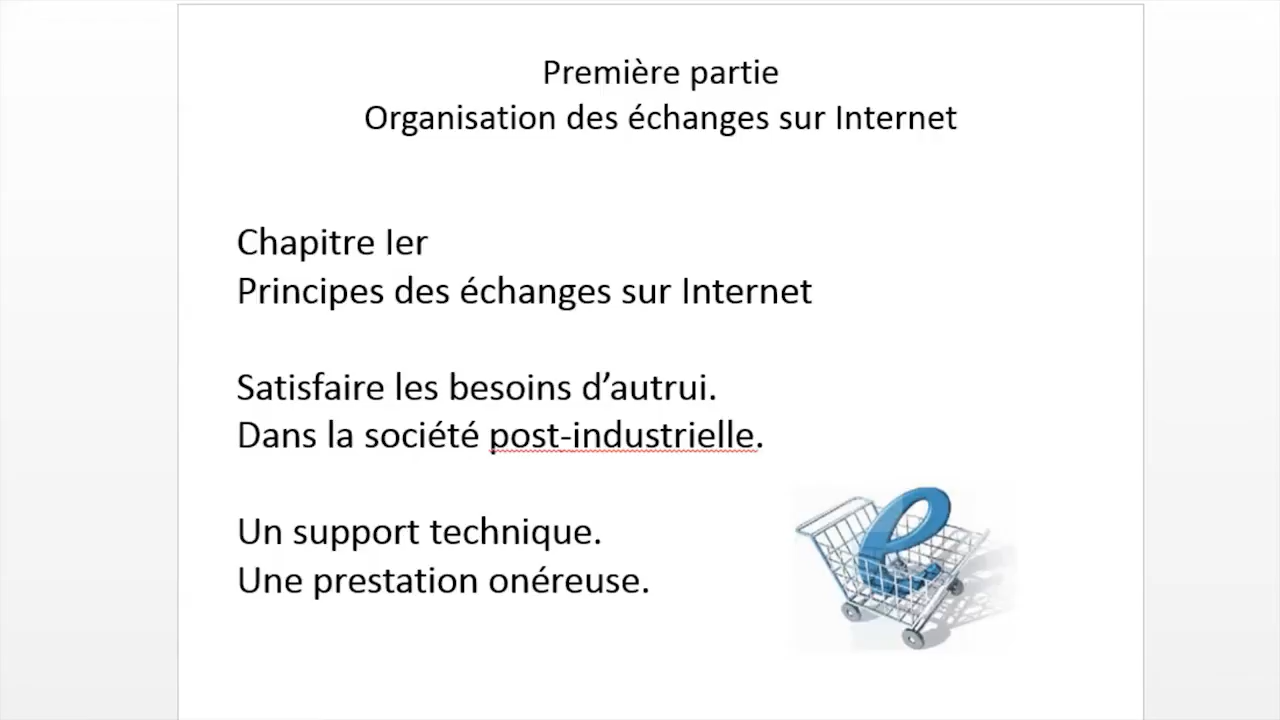 Première partie
Organisation des échanges sur Internet
Chapitre Ier
Principes des échanges sur Internet
Satisfaire les besoins d’autrui.
Dans la société post-industrielle.
Un support technique.
Une prestation onéreuse.
e